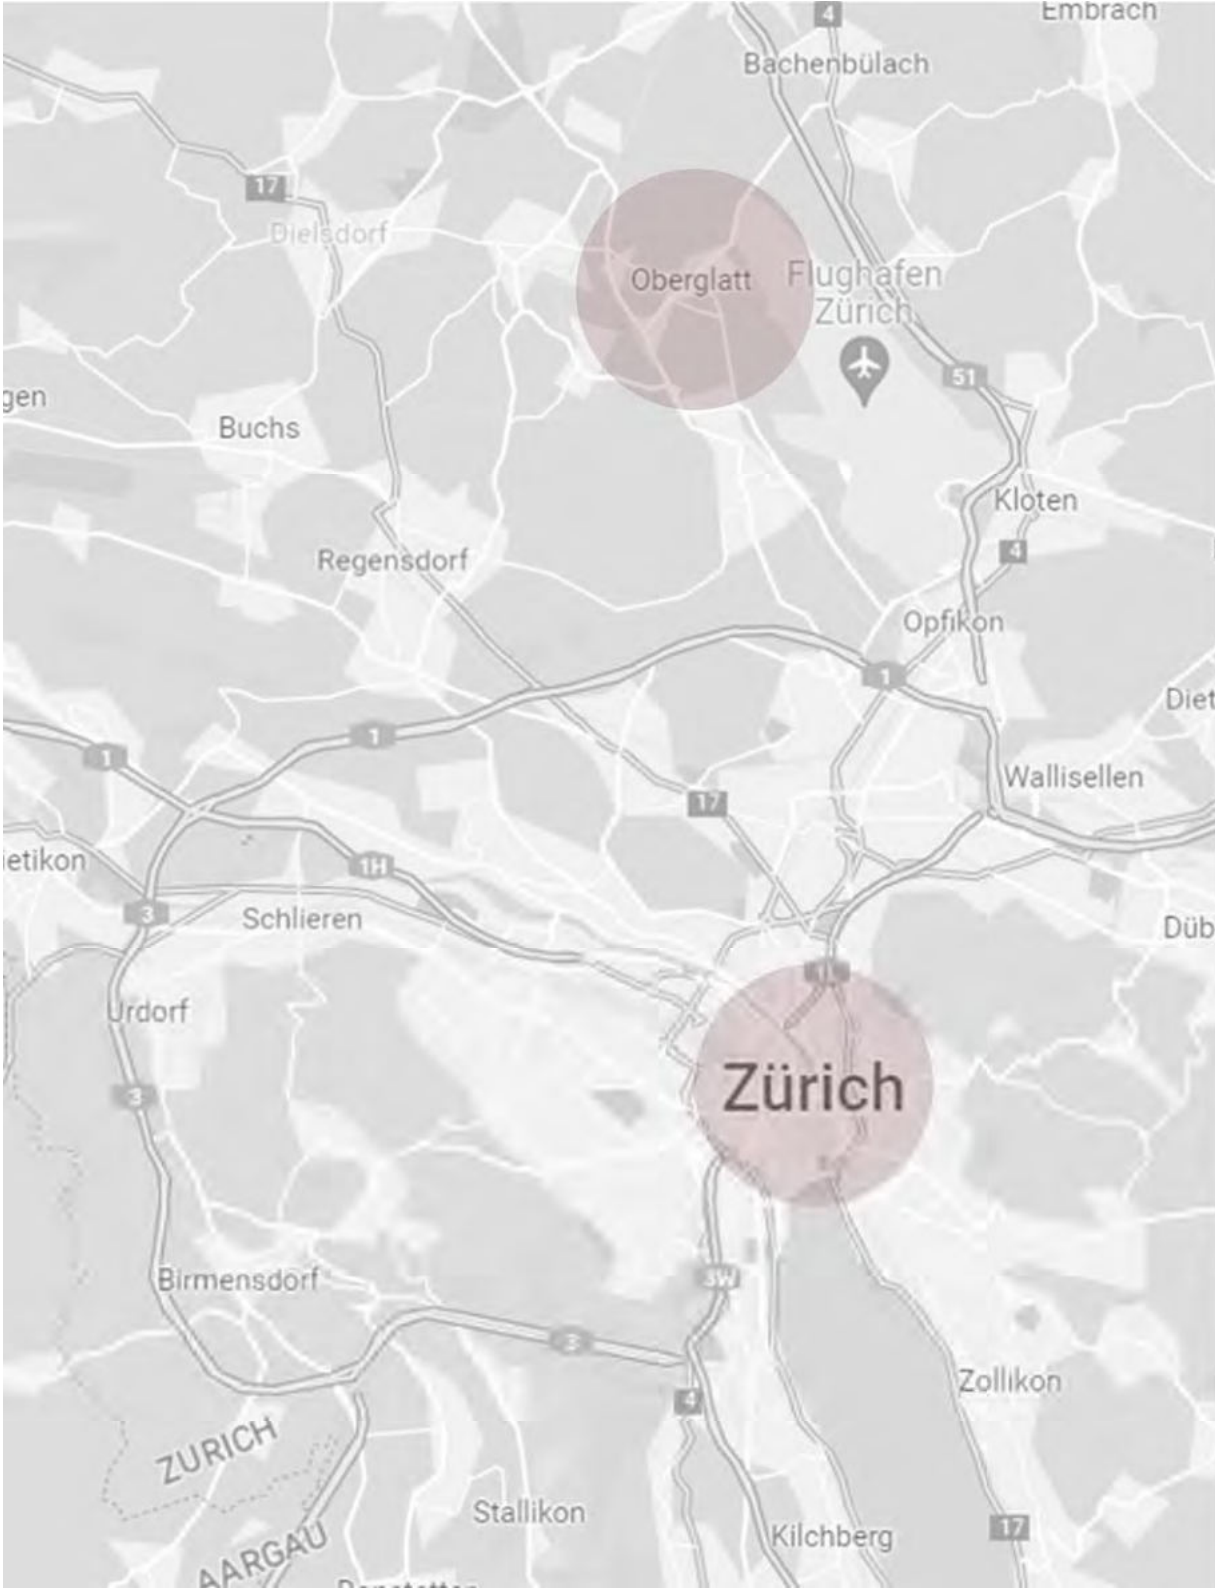 4
Embrach
Bachenbülach
17
Dielsdorf
Oberglatt
Flughafen
Zürich
51
gen
Buchs
Kloten
4
Regensdorf
Opfikon
1
Diet
1
1
Wallisellen
17
ietikon
1H
3
Schlieren
Düb
Urdorf
Zürich
3
3W
Birmensdorf
3
Zollikon
4
ZURICH
Stallikon
17
Kilchberg
AARGAU